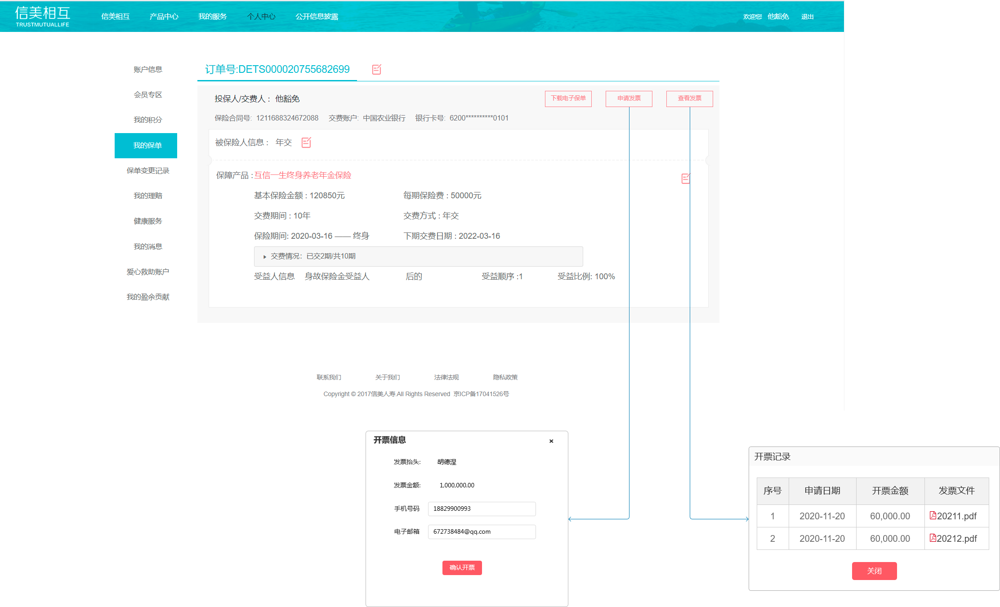 信美相互
TRUSTMUTUALLIFE
信美相互 产品中心 我的服务 个人中心 公开信息披露
欢迎您 他豁免 退出
账户信息
会员专区
我的积分
我的保单
保单变更记录
我的理赔
健康服务
我的消息
爱心救助账户
我的盈余贡献
订单号:DETS000020755682699
投保人/交费人： 他豁免
下载电子保单 申请发票 查看发票
保险合同号: 1211688324672088 交费账户: 中国农业银行 银行卡号: 6200**********0101
被保险人信息： 年交
保障产品 :互信一生终身养老年金保险
基本保险金额 : 120850元 每期保险费 : 50000元
交费期间 : 10年 交费方式 : 年交
保险期间: 2020-03-16 —— 终身 下期交费日期 : 2022-03-16
交费情况：已交2期/共10期
受益人信息 身故保险金受益人 后的 受益顺序 :1 受益比例: 100%
联系我们 关于我们 法律法规 隐私政策
Copyright © 2017信美人寿.All Rights Reserved 京ICP备17041526号
开票信息 ×
发票抬头: 胡德涅
发票金额: 1,000,000.00
手机号码 18829900993
电子邮箱 672738484@qq.com
确认开票
开票记录
序号 申请日期 开票金额 发票文件
1 2020-11-20 60,000.00 20211.pdf
2 2020-11-20 60,000.00 20212.pdf
关闭